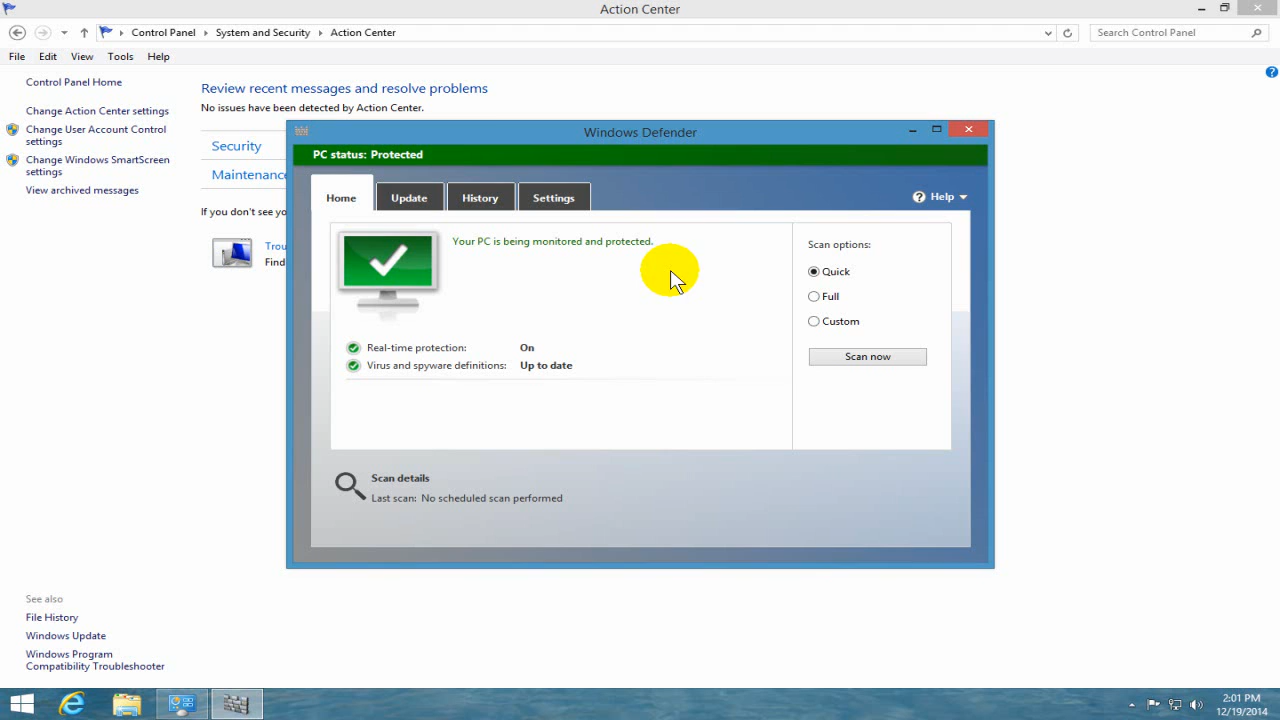 Action Center
Control Panel System and Security Action Center
Search Control Panel
File Edit View Tools Help
Control Panel Home
Change Action Center settings
Change User Account Control
settings
Change Windows SmartScreen
settings
View archived messages
Review recent messages and resolve problems
No issues have been detected by Action Center.
Security
Maintenance
If you don't see yo
Trou
Find
Windows Defender
PC status: Protected
Home Update History Settings
? Help
Your PC is being monitored and protected.
Real-time protection: On
Virus and spyware definitions: Up to date
Scan options:
Quick
Full
Custom
Scan now
Scan details
Last scan: No scheduled scan performed
See also
File History
Windows Update
Windows Program
Compatibility Troubleshooter
2:01 PM
12/19/2014